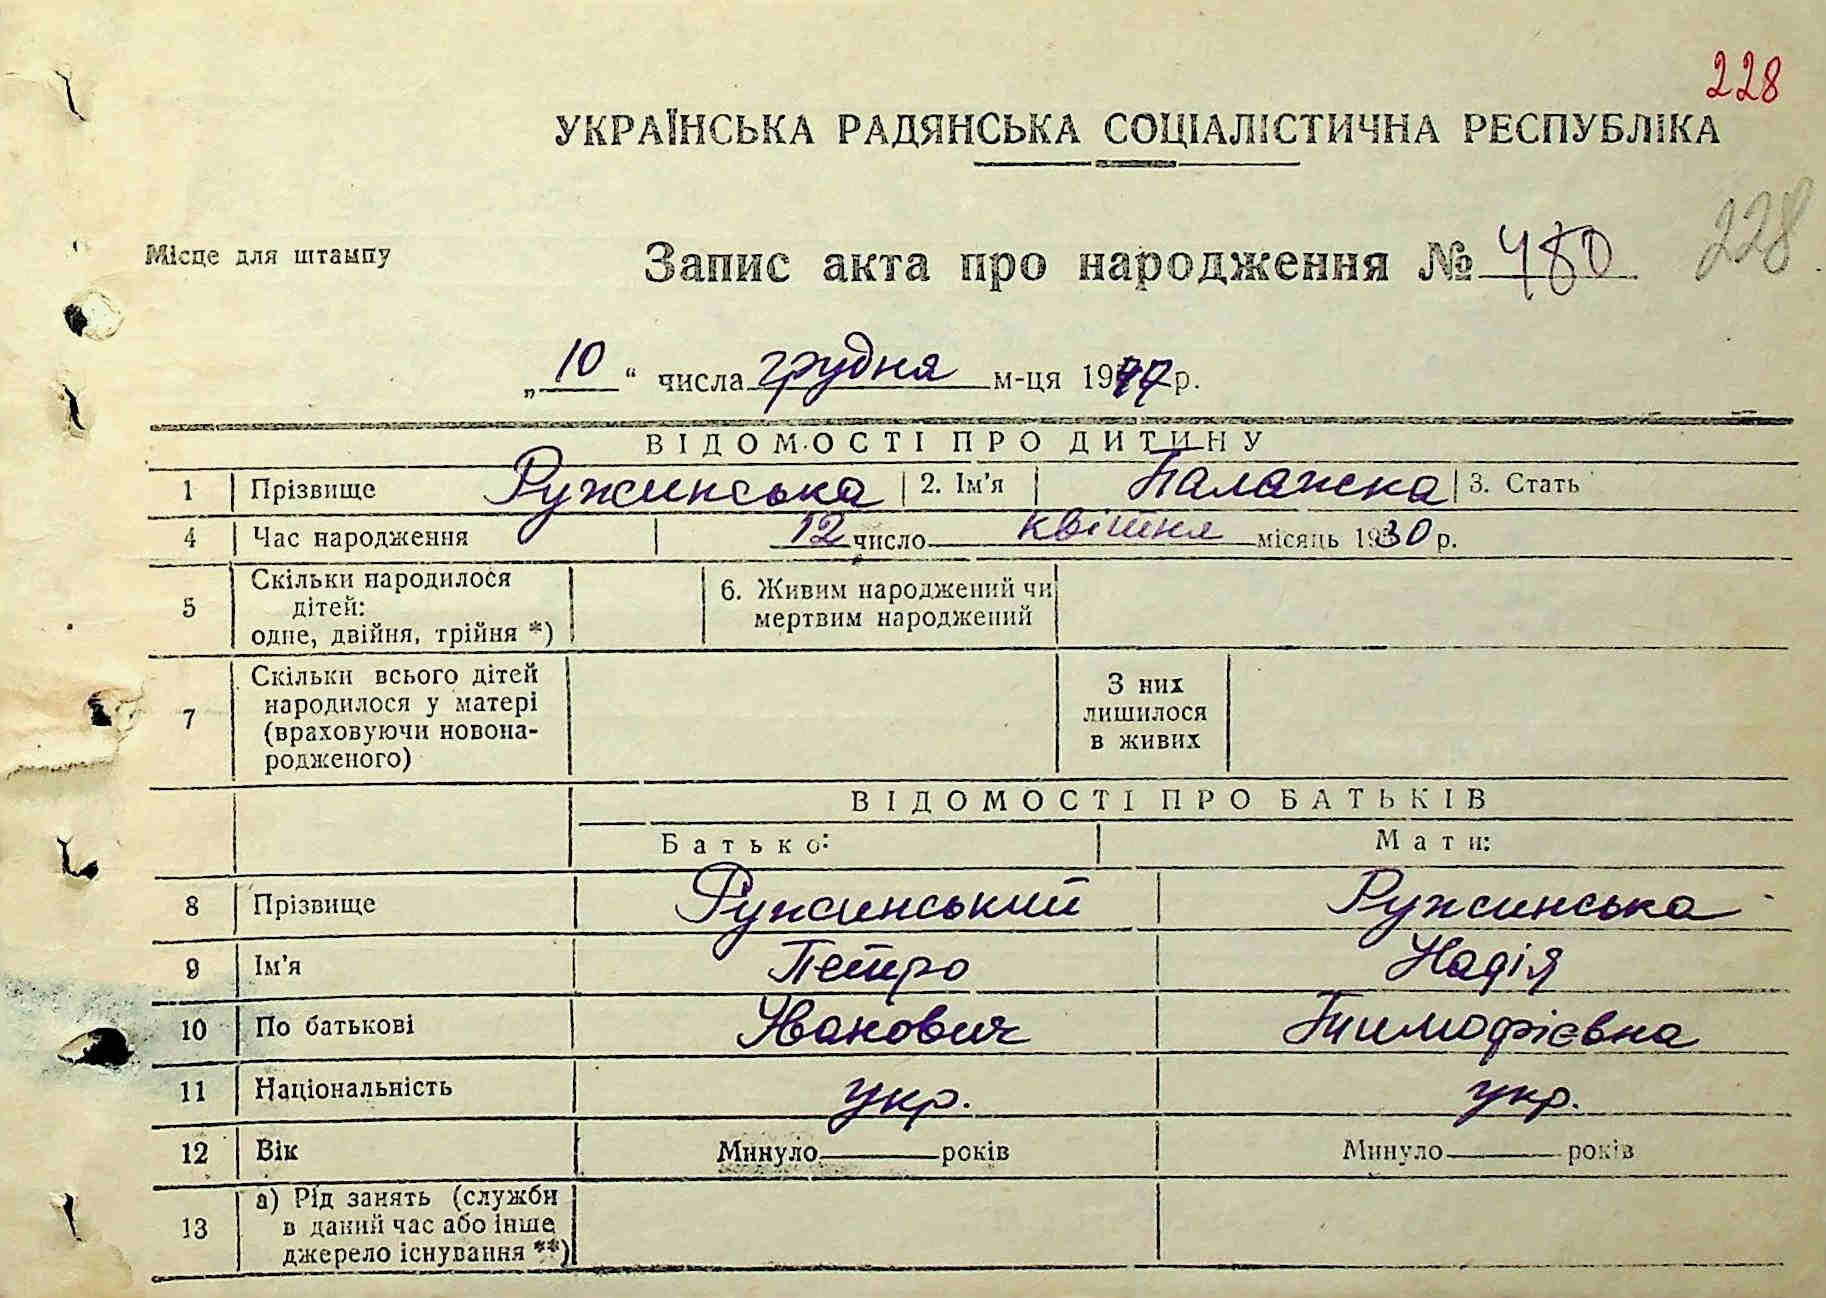 228
УКРАЇНСЬКА РАДЯНСЬКА СОЦІАЛІСТИЧНА РЕСПУБЛІКА
228
Місце для штампу
Запис акта про народження № 480
„10“ числа грудня м-ця 1947 р.
ВІДОМОСТІ ПРО ДИТИНУ
1 Прізвище Ружинська 2. Ім'я Палажка 3. Стать
4 Час народження 12 число квітня місяць 1930 р.
5 Скільки народилося дітей: одне, двійня, трійня *) 6. Живим народжений чи мертвим народжений
7 Скільки всього дітей народилося у матері (враховуючи новона-родженого) З них лишилося в живих
ВІДОМОСТІ ПРО БАТЬКІВ
Батько: Мати:
8 Прізвище Ружинський Ружинська
9 Ім'я Петро Надія
10 По батькові Іванович Тимофієвна
11 Національність укр. укр.
12 Вік Минуло років Минуло років
13 а) Рід занять (служби в даний час або інше джерело існування **)